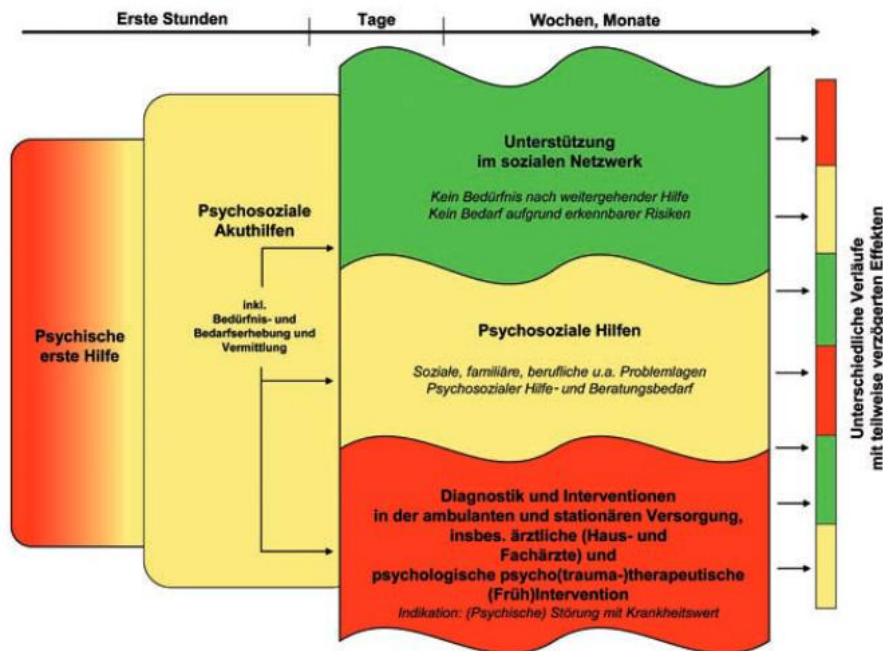 Erste Stunden
Tage
Wochen, Monate
Psychische
erste Hilfe
Psychosoziale
Akuthilfen
inkl.
Bedürfnis- und
Bedarfserhebung und
Vermittlung
Unterstützung
im sozialen Netzwerk
Kein Bedürfnis nach weitergehender Hilfe
Kein Bedarf aufgrund erkennbarer Risiken
Psychosoziale Hilfen
Soziale, familiäre, berufliche u.a. Problemlagen
Psychosozialer Hilfe- und Beratungsbedarf
Diagnostik und Interventionen
in der ambulanten und stationären Versorgung,
insbes. ärztliche (Haus- und
Fachärzte) und
psychologische psycho(trauma-)therapeutische
(Früh)Intervention
Indikation: (Psychische) Störung mit Krankheitswert
Unterschiedliche Verläufe
mit teilweise verzögerten Effekten